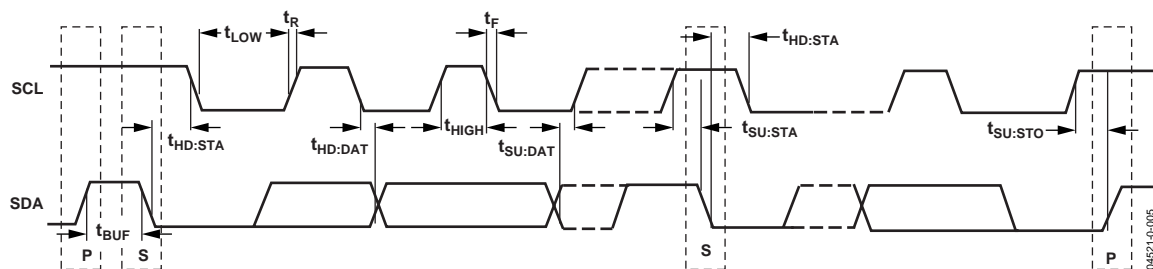 tLOW
tR
tF
tHD:STA
SCL
tHD:STA
tHD:DAT
tHIGH
tSU:DAT
tSU:STA
tSU:STO
SDA
tBUF
P
S
S
P
04521-0-005